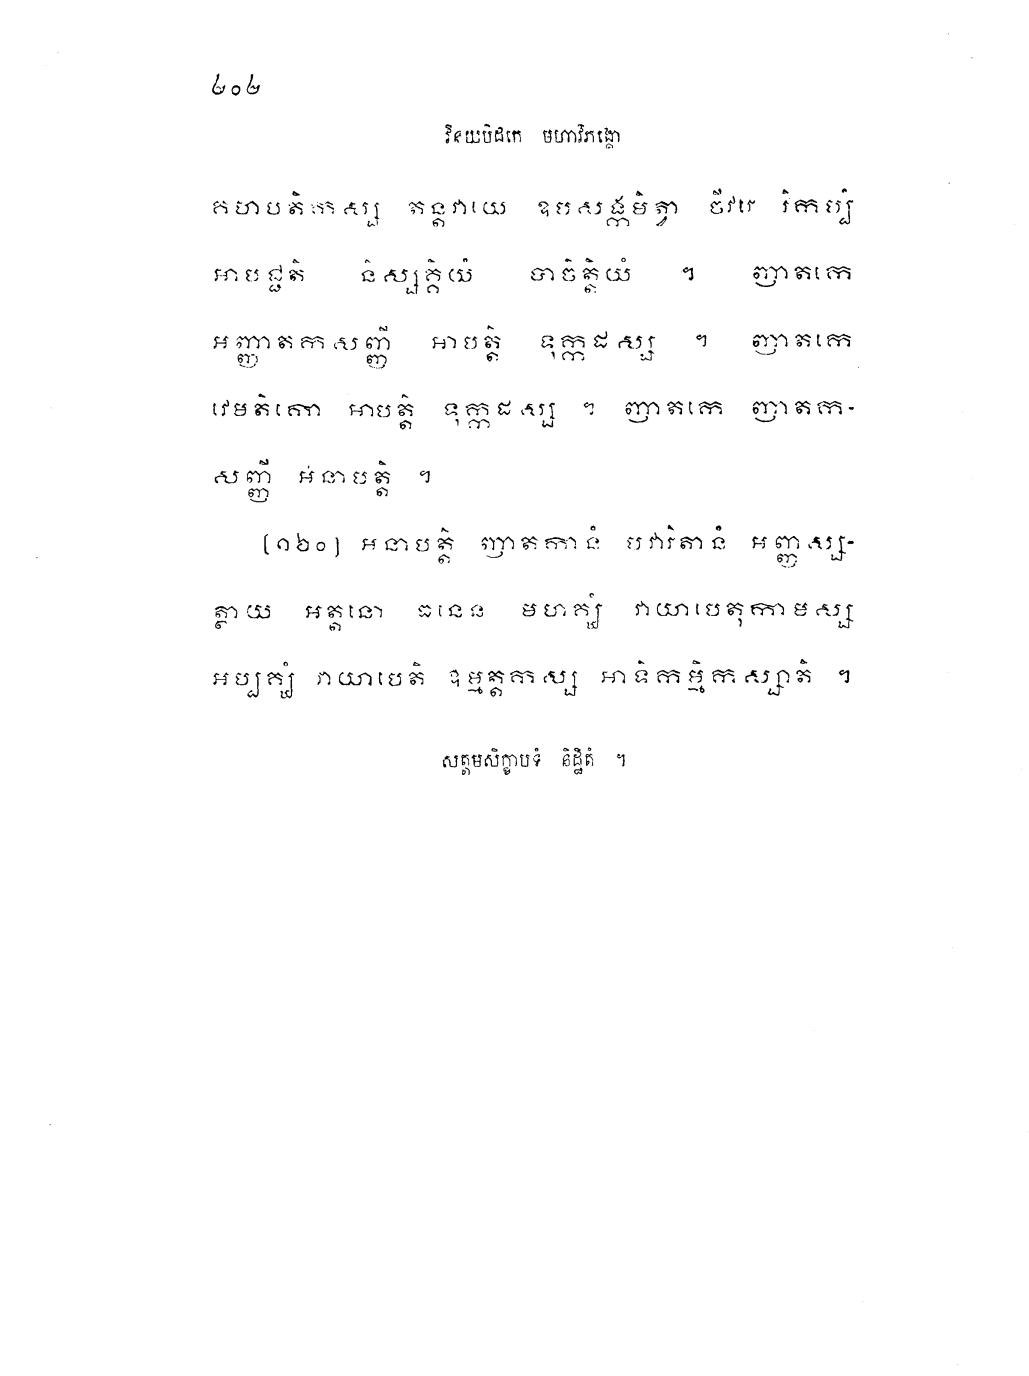 ៤០៤
វិនយបិដកេ មហាវិភង្គោ
គហបតិកស្ស តន្តវាយេ ឧបសង្កមិត្វា ចីវរេ វិកប្បំ
អាបជ្ជតិ និស្សគ្គិយំ បាចិត្តិយំ ។ ញាតកេ
អញ្ញាតកសញ្ញី អាបត្តិ ទុក្កដស្ស ។ ញាតកេ
វេមតិកោ អាបត្តិ ទុក្កដស្ស ។ ញាតកេ ញាតក-
សញ្ញី អនាបត្តិ ។
[១៦០] អនាបត្តិ ញាតកានំ បវារិតានំ អញ្ញស្ស-
ត្ថាយ អត្តនោ ធនេន មហគ្ឃំ វាយាបេតុកាមស្ស
អប្បគ្ឃំ វាយាបេតិ ឧម្មត្តកស្ស អាទិកម្មិកស្សាតិ ។
សត្តមសិក្ខាបទំ និដ្ឋិតំ ។